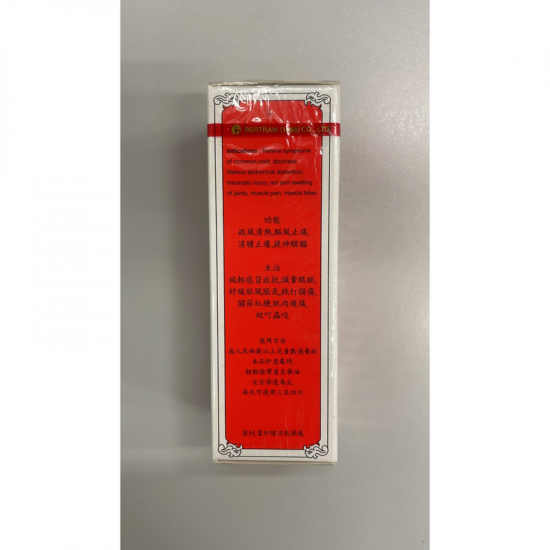 BERTRAM (1958) CO., LTD.
Indications : Relieve symptoms
of common cold, dizziness.
Relieve abdominal distension,
traumatic injury, red and swelling
of joints, muscle pain, insects bites.
功能
疏風清熱,驅風止痛,
消腫止癢,提神醒腦
主治
減輕感冒症狀,滋暈眼眩,
舒緩肚風脹氣,跌打損傷,
關節紅腫,肌肉痠痛,
蚊叮蟲咬.
使用方法
成人及兩歲以上兒童取適量於
本品於患處,
輕輕按摩直至藥油
完全滲透為止,
每天可使用三至四次.